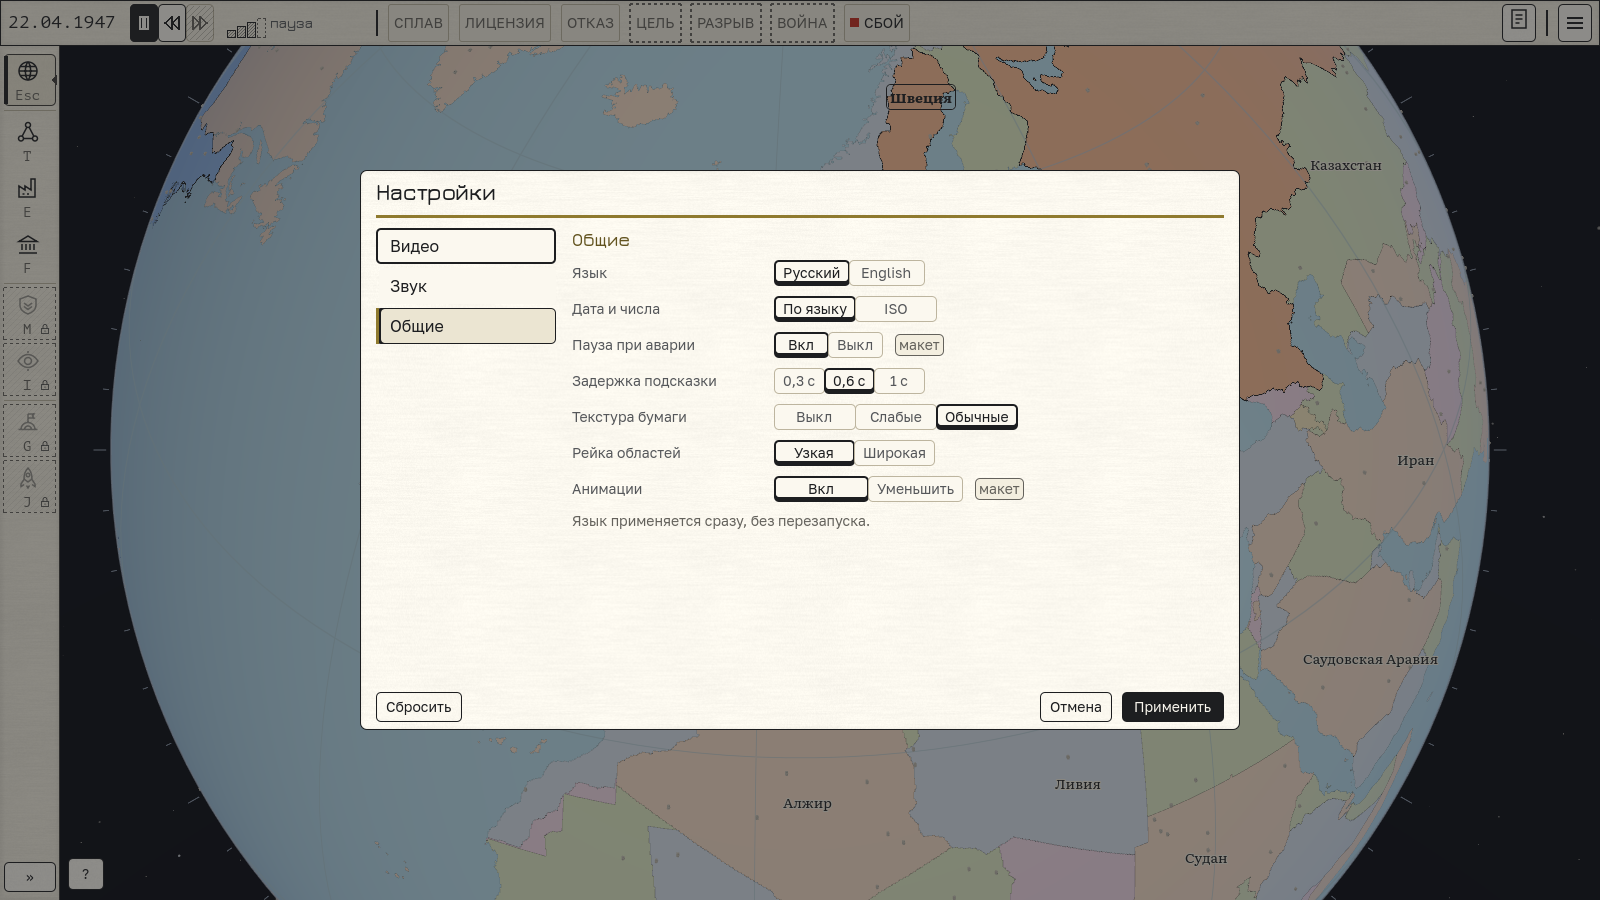 22.04.1947 пауза СПЛАВ ЛИЦЕНЗИЯ ОТКАЗ ЦЕЛЬ РАЗРЫВ ВОЙНА СБОЙ
Esc
T
E
F
M
I
G
J
»
?
Швеция
Казахстан
Иран
Саудовская Аравия
Ливия
Алжир
Судан
Настройки
Видео
Звук
Общие
Общие
Язык Русский English
Дата и числа По языку ISO
Пауза при аварии Вкл Выкл макет
Задержка подсказки 0,3 с 0,6 с 1 с
Текстура бумаги Выкл Слабые Обычные
Рейка областей Узкая Широкая
Анимации Вкл Уменьшить макет
Язык применяется сразу, без перезапуска.
Сбросить Отмена Применить